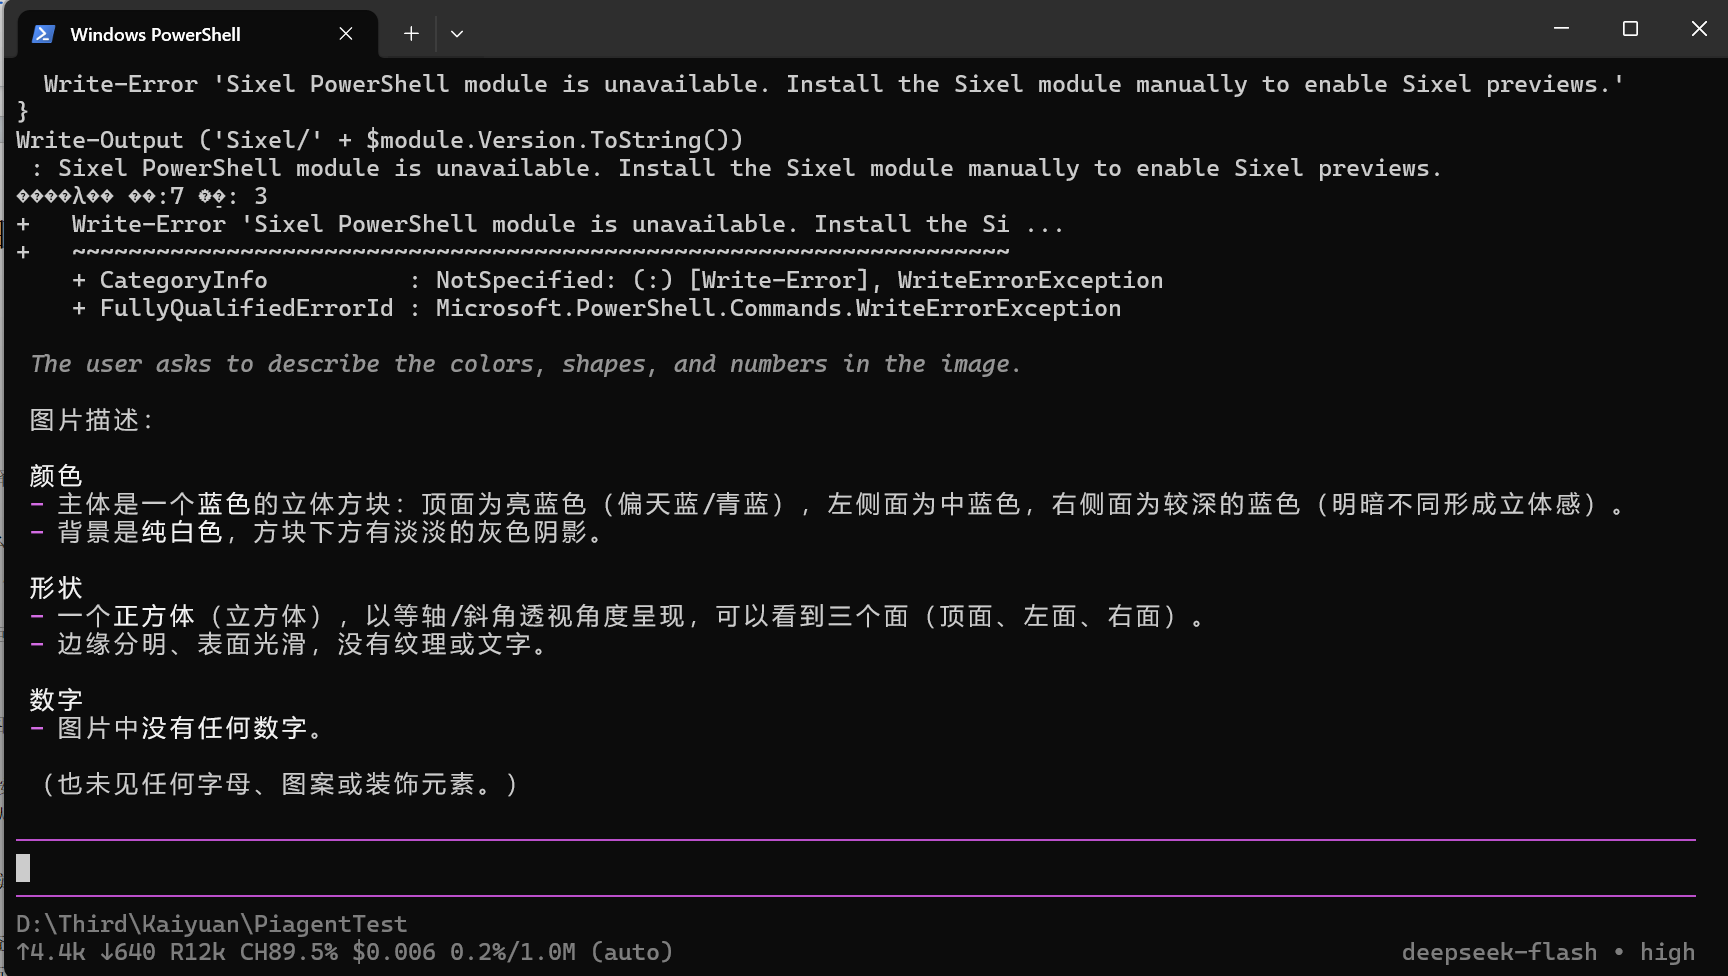 Windows PowerShell
Write-Error 'Sixel PowerShell module is unavailable. Install the Sixel module manually to enable Sixel previews.'
}
Write-Output ('Sixel/' + $module.Version.ToString())
: Sixel PowerShell module is unavailable. Install the Sixel module manually to enable Sixel previews.
����λ�� ��:7 ��: 3
+   Write-Error 'Sixel PowerShell module is unavailable. Install the Si ...
+   ~~~~~~~~~~~~~~~~~~~~~~~~~~~~~~~~~~~~~~~~~~~~~~~~~~~~~~~~~~~~~~~~~~~
+ CategoryInfo          : NotSpecified: (:) [Write-Error], WriteErrorException
+ FullyQualifiedErrorId : Microsoft.PowerShell.Commands.WriteErrorException
The user asks to describe the colors, shapes, and numbers in the image.
图片描述：
颜色
- 主体是一个蓝色的立体方块：顶面为亮蓝色（偏天蓝/青蓝），左侧面为中蓝色，右侧面为较深的蓝色（明暗不同形成立体感）。
- 背景是纯白色，方块下方有淡淡的灰色阴影。
形状
- 一个正方体（立方体），以等轴/斜角透视角度呈现，可以看到三个面（顶面、左面、右面）。
- 边缘分明、表面光滑，没有纹理或文字。
数字
- 图片中没有任何数字。
（也未见任何字母、图案或装饰元素。）
D:\Third\Kaiyuan\PiagentTest
↑4.4k ↓640 R12k CH89.5% $0.006 0.2%/1.0M (auto)
deepseek-flash • high